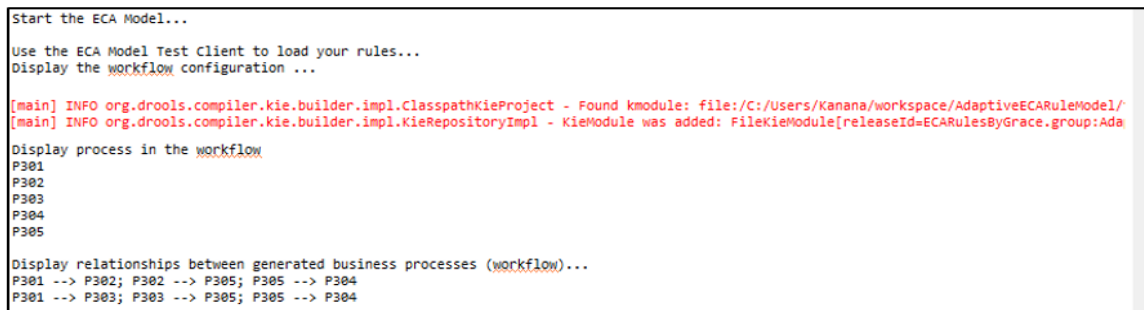 Start the ECA Model...
Use the ECA Model Test Client to load your rules...
Display the workflow configuration ...
[main] INFO org.drools.compiler.kie.builder.impl.ClasspathKieProject - Found kmodule: file:/C:/Users/Kanana/workspace/AdaptiveECARuleModel/
[main] INFO org.drools.compiler.kie.builder.impl.KieRepositoryImpl - KieModule was added: FileKieModule[releaseId=ECARulesByGrace.group:Ada
Display process in the workflow
P301
P302
P303
P304
P305
Display relationships between generated business processes (workflow)...
P301 --> P302; P302 --> P305; P305 --> P304
P301 --> P303; P303 --> P305; P305 --> P304